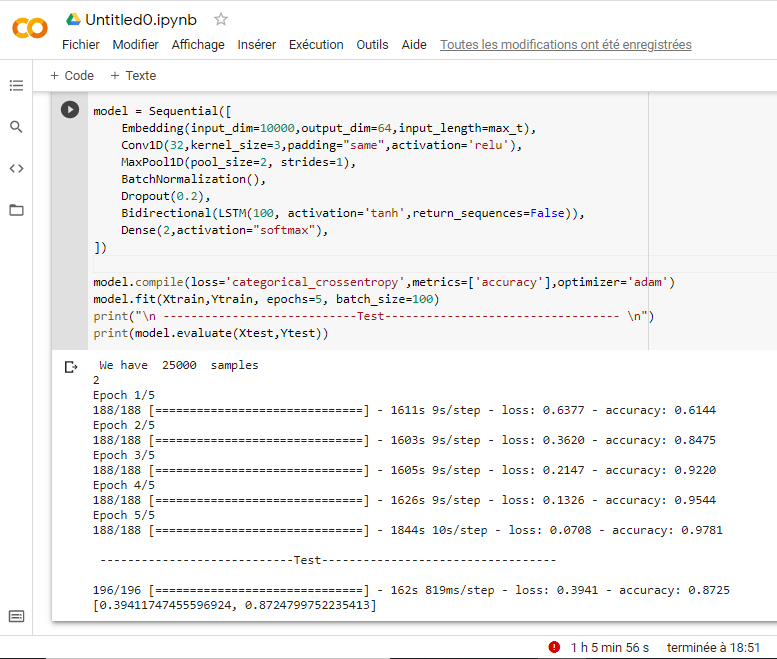 Untitled0.ipynb
Fichier Modifier Affichage Insérer Exécution Outils Aide Toutes les modifications ont été enregistrées
+ Code + Texte
model = Sequential([
    Embedding(input_dim=10000,output_dim=64,input_length=max_t),
    Conv1D(32,kernel_size=3,padding="same",activation='relu'),
    MaxPool1D(pool_size=2, strides=1),
    BatchNormalization(),
    Dropout(0.2),
    Bidirectional(LSTM(100, activation='tanh',return_sequences=False)),
    Dense(2,activation="softmax"),
])
model.compile(loss='categorical_crossentropy',metrics=['accuracy'],optimizer='adam')
model.fit(Xtrain,Ytrain, epochs=5, batch_size=100)
print("\n ----------------------------Test---------------------------------- \n")
print(model.evaluate(Xtest,Ytest))
We have  25000  samples
2
Epoch 1/5
188/188 [==============================] - 1611s 9s/step - loss: 0.6377 - accuracy: 0.6144
Epoch 2/5
188/188 [==============================] - 1603s 9s/step - loss: 0.3620 - accuracy: 0.8475
Epoch 3/5
188/188 [==============================] - 1605s 9s/step - loss: 0.2147 - accuracy: 0.9220
Epoch 4/5
188/188 [==============================] - 1626s 9s/step - loss: 0.1326 - accuracy: 0.9544
Epoch 5/5
188/188 [==============================] - 1844s 10s/step - loss: 0.0708 - accuracy: 0.9781
----------------------------Test----------------------------------
196/196 [==============================] - 162s 819ms/step - loss: 0.3941 - accuracy: 0.8725
[0.39411747455596924, 0.8724799752235413]
1 h 5 min 56 s terminée à 18:51